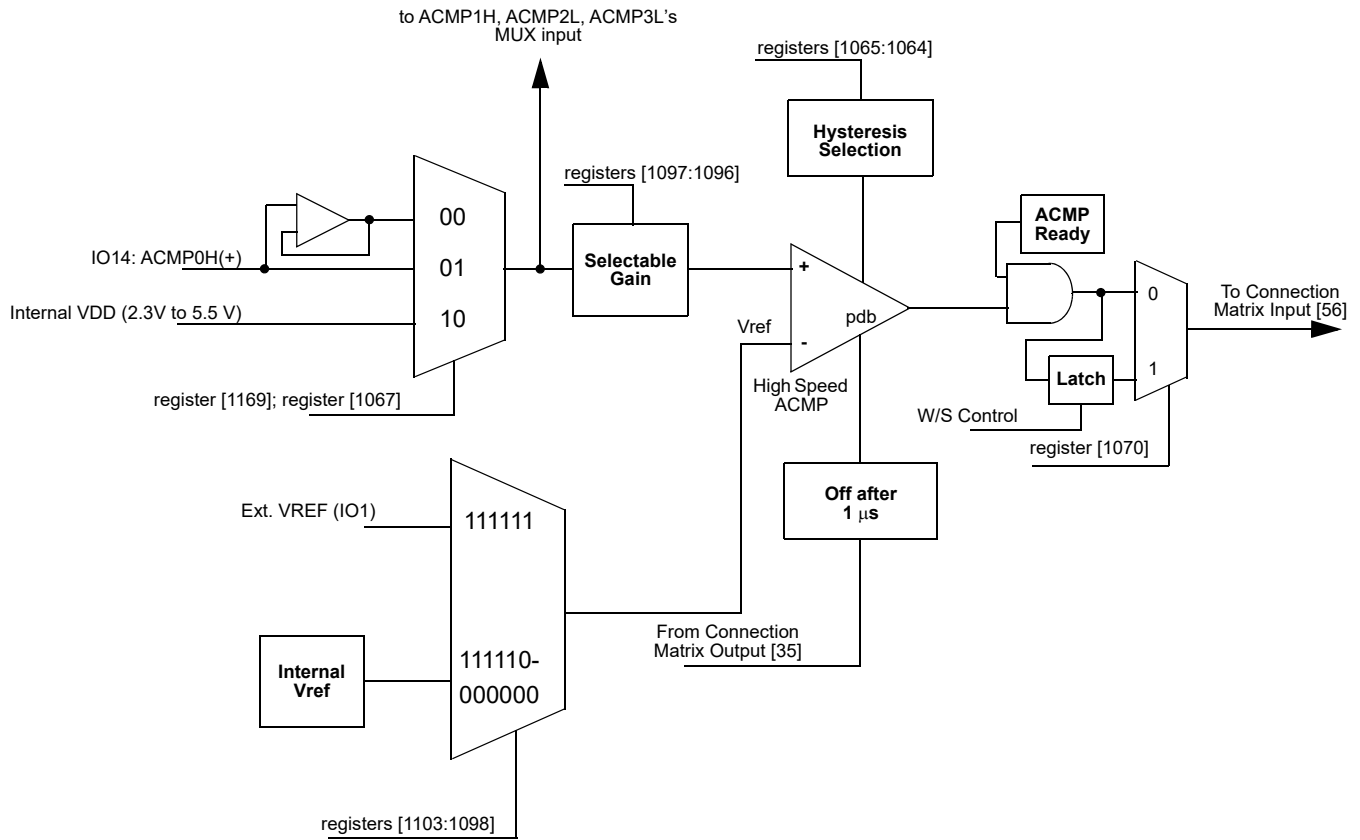 to ACMP1H, ACMP2L, ACMP3L's
MUX input
registers [1065:1064]
Hysteresis
Selection
registers [1097:1096]
00
ACMP
Ready
IO14: ACMP0H(+)
01
Selectable
Gain
+
0
To Connection
Matrix Input [56]
Internal VDD (2.3V to 5.5 V)
10
pdb
Vref
-
1
Latch
High Speed
ACMP
register [1169]; register [1067]
W/S Control
register [1070]
Off after
1 μs
Ext. VREF (IO1)
111111
From Connection
Matrix Output [35]
Internal
Vref
111110-
000000
registers [1103:1098]